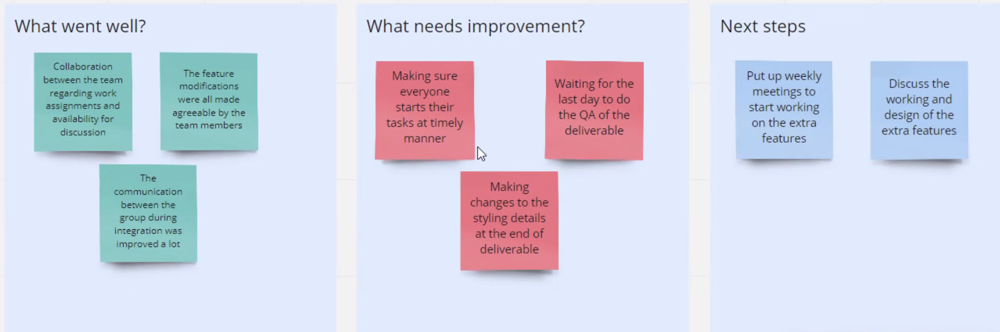 What went well?
Collaboration
between the team
regarding work
assignments and
availability for
discussion
The feature
modifications
were all made
agreeable by the
team members
The
communication
between the
group during
integration was
improved a lot
What needs improvement?
Making sure
everyone
starts their
tasks at timely
manner
Waiting for the
last day to do
the QA of the
deliverable
Making
changes to the
styling details
at the end of
deliverable
Next steps
Put up weekly
meetings to
start working
on the extra
features
Discuss the
working and
design of the
extra features